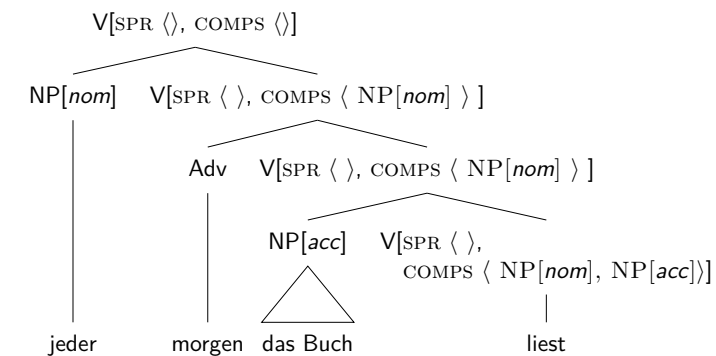 V[SPR ⟨⟩, COMPS ⟨⟩]
NP[nom] V[SPR ⟨ ⟩, COMPS ⟨ NP[nom] ⟩ ]
Adv V[SPR ⟨ ⟩, COMPS ⟨ NP[nom] ⟩ ]
NP[acc] V[SPR ⟨ ⟩,
COMPS ⟨ NP[nom], NP[acc]⟩]
jeder morgen das Buch liest